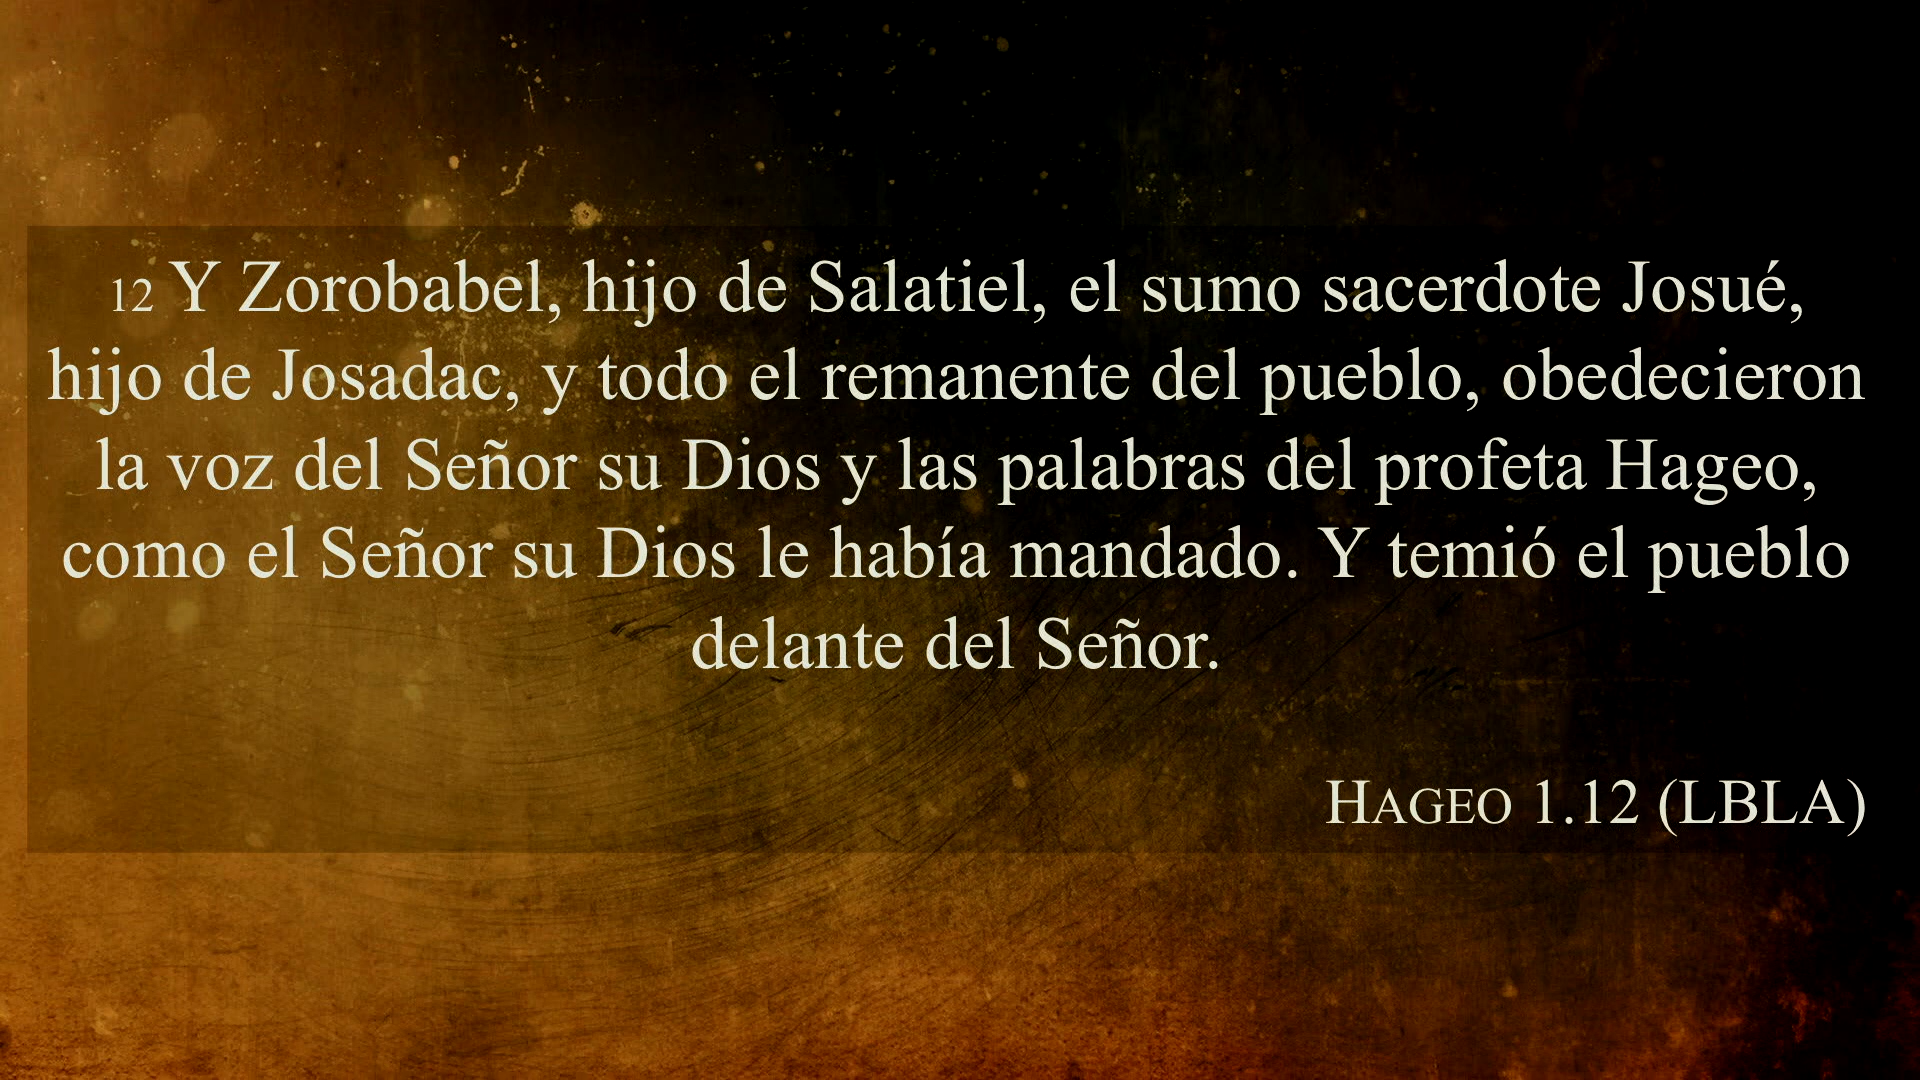 12 Y Zorobabel, hijo de Salatiel, el sumo sacerdote Josué,
hijo de Josadac, y todo el remanente del pueblo, obedecieron
la voz del Señor su Dios y las palabras del profeta Hageo,
como el Señor su Dios le había mandado. Y temió el pueblo
delante del Señor.
Hageo 1.12 (LBLA)